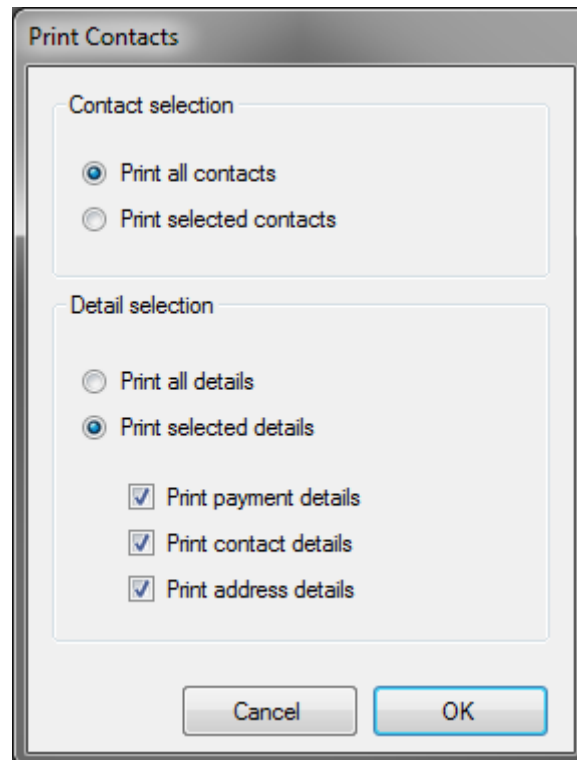 Print Contacts
Contact selection
Print all contacts
Print selected contacts
Detail selection
Print all details
Print selected details
Print payment details
Print contact details
Print address details
Cancel OK